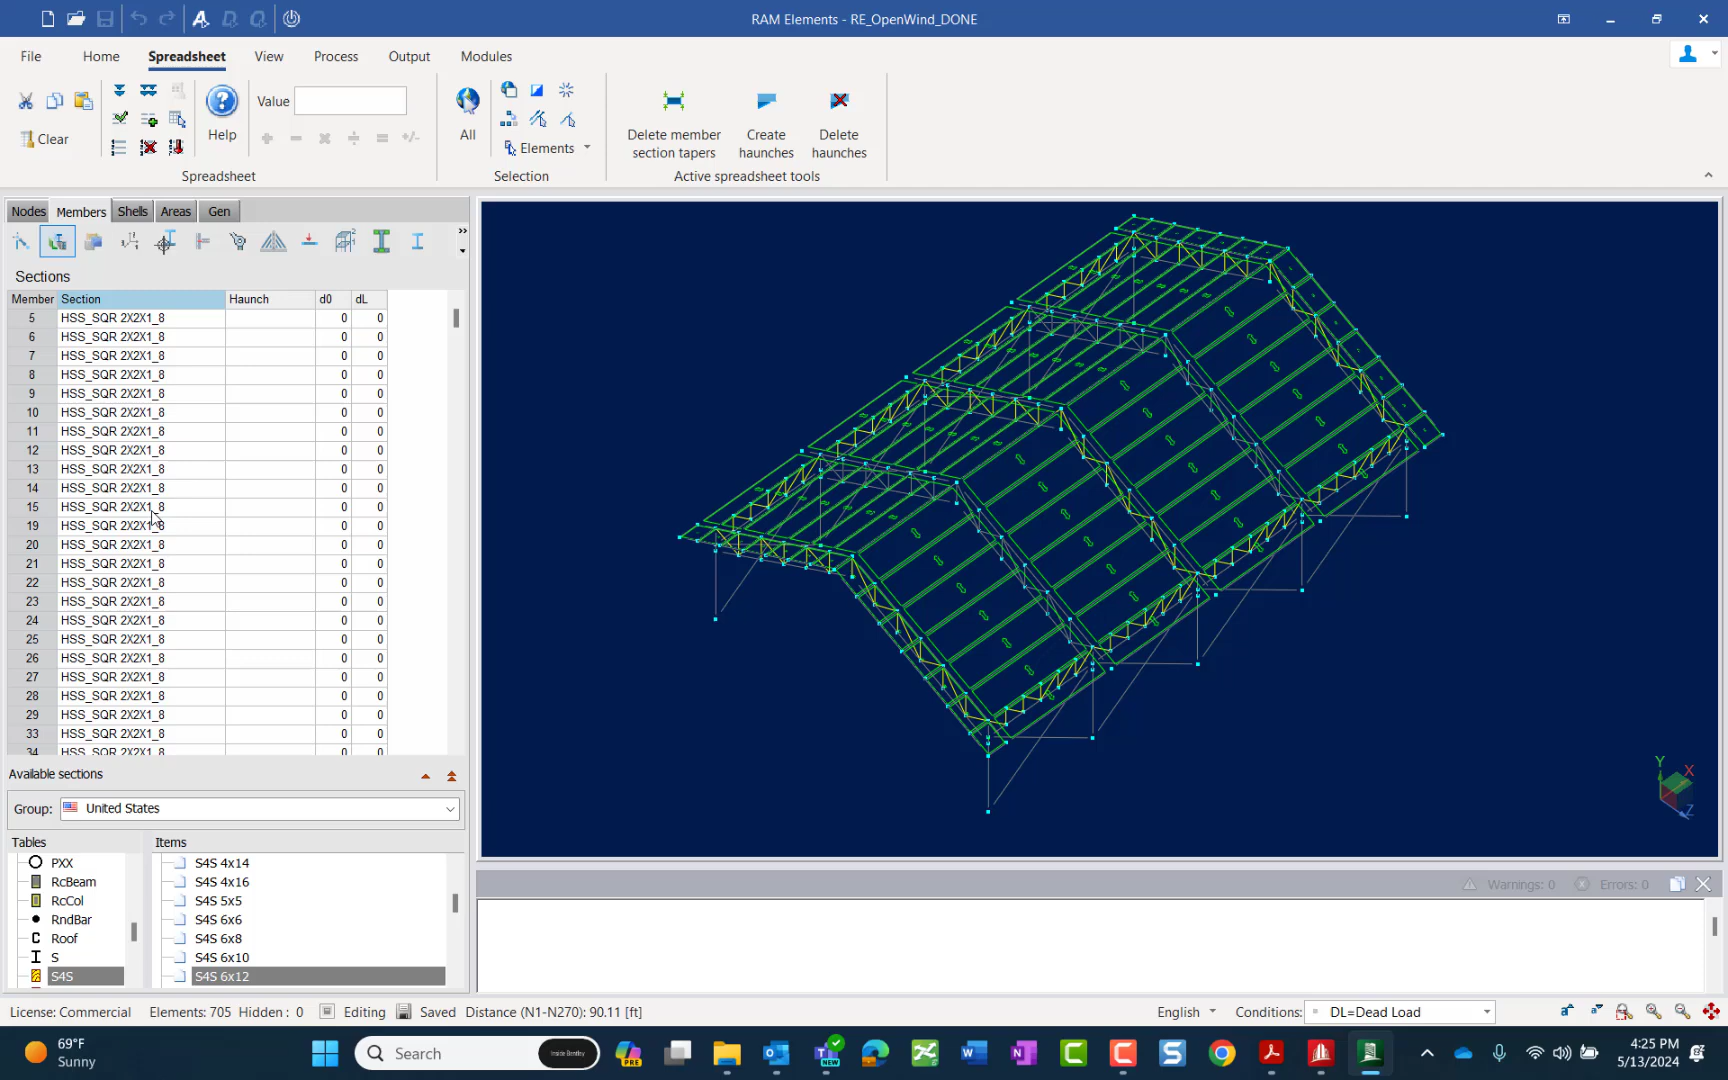 RAM Elements - RE_OpenWind_DONE
File Home Spreadsheet View Process Output Modules
Clear
Help
Value
All
Elements
Delete member section tapers
Create haunches
Delete haunches
Spreadsheet Selection Active spreadsheet tools
Nodes Members Shells Areas Gen
Sections
Member Section Haunch d0 dL
5 HSS_SQR 2X2X1_8 0 0
6 HSS_SQR 2X2X1_8 0 0
7 HSS_SQR 2X2X1_8 0 0
8 HSS_SQR 2X2X1_8 0 0
9 HSS_SQR 2X2X1_8 0 0
10 HSS_SQR 2X2X1_8 0 0
11 HSS_SQR 2X2X1_8 0 0
12 HSS_SQR 2X2X1_8 0 0
13 HSS_SQR 2X2X1_8 0 0
14 HSS_SQR 2X2X1_8 0 0
15 HSS_SQR 2X2X1_8 0 0
19 HSS_SQR 2X2X1_8 0 0
20 HSS_SQR 2X2X1_8 0 0
21 HSS_SQR 2X2X1_8 0 0
22 HSS_SQR 2X2X1_8 0 0
23 HSS_SQR 2X2X1_8 0 0
24 HSS_SQR 2X2X1_8 0 0
25 HSS_SQR 2X2X1_8 0 0
26 HSS_SQR 2X2X1_8 0 0
27 HSS_SQR 2X2X1_8 0 0
28 HSS_SQR 2X2X1_8 0 0
29 HSS_SQR 2X2X1_8 0 0
33 HSS_SQR 2X2X1_8 0 0
34 HSS_SQR 2X2X1_8 0 0
Available sections
Group: United States
Tables Items
PXX S4S 4x14
RcBeam S4S 4x16
RcCol S4S 5x5
RndBar S4S 6x6
Roof S4S 6x8
S S4S 6x10
S4S S4S 6x12
Y X Z
Warnings: 0 Errors: 0
License: Commercial Elements: 705 Hidden : 0 Editing Saved Distance (N1-N270): 90.11 [ft] English Conditions: DL=Dead Load
69°F
Sunny
Search
Inside Bentley
PRE
NEW
4:25 PM
5/13/2024